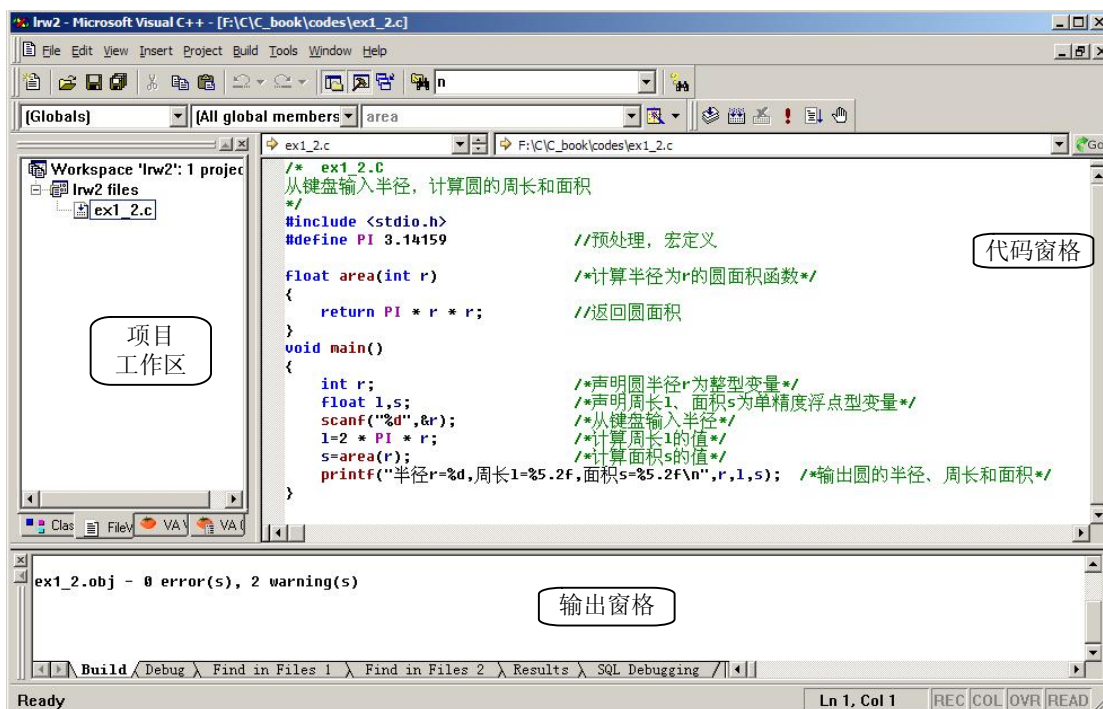 lrw2 - Microsoft Visual C++ - [F:\C\C_book\codes\ex1_2.c]
File Edit View Insert Project Build Tools Window Help
n
(Globals) (All global members area
ex1_2.c F:\C\C_book\codes\ex1_2.c Go
Workspace 'lrw2': 1 projec
lrw2 files
ex1_2.c
项目
工作区
Clas FileV VA V VA (
/* ex1_2.C
从键盘输入半径，计算圆的周长和面积
*/
#include <stdio.h>
#define PI 3.14159 //预处理，宏定义
代码窗格
float area(int r) /*计算半径为r的圆面积函数*/
{
return PI * r * r; //返回圆面积
}
void main()
{
int r; /*声明圆半径r为整型变量*/
float l,s; /*声明周长l、面积s为单精度浮点型变量*/
scanf("%d",&r); /*从键盘输入半径*/
l=2 * PI * r; /*计算周长l的值*/
s=area(r); /*计算面积s的值*/
printf("半径r=%d,周长l=%5.2f,面积s=%5.2f\n",r,l,s); /*输出圆的半径、周长和面积*/
}
ex1_2.obj - 0 error(s), 2 warning(s)
输出窗格
Build Debug Find in Files 1 Find in Files 2 Results SQL Debugging
Ready Ln 1, Col 1 REC COL OVR READ